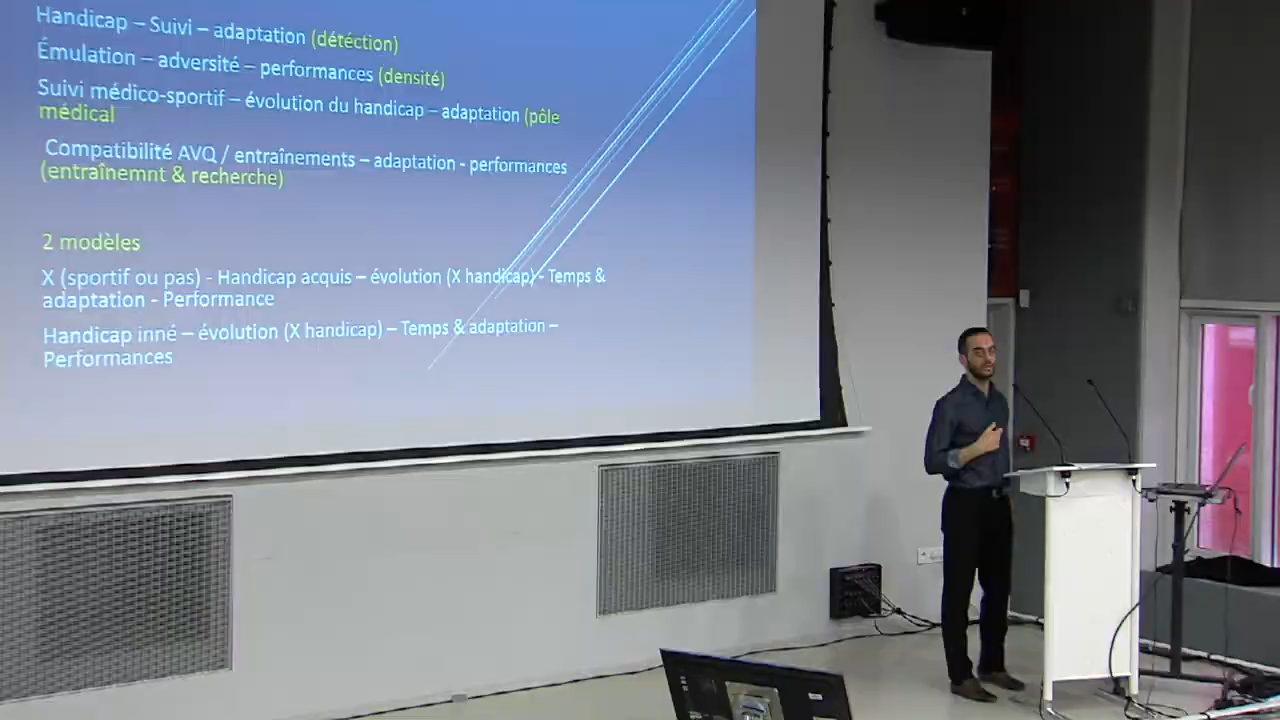 Handicap – Suivi – adaptation (détéction)
Émulation – adversité – performances (densité)
Suivi médico-sportif – évolution du handicap – adaptation (pôle
médical
Compatibilité AVQ / entraînements – adaptation - performances
(entraînemnt & recherche)
2 modèles
X (sportif ou pas) - Handicap acquis – évolution (X handicap) - Temps &
adaptation - Performance
Handicap inné – évolution (X handicap) – Temps & adaptation –
Performances